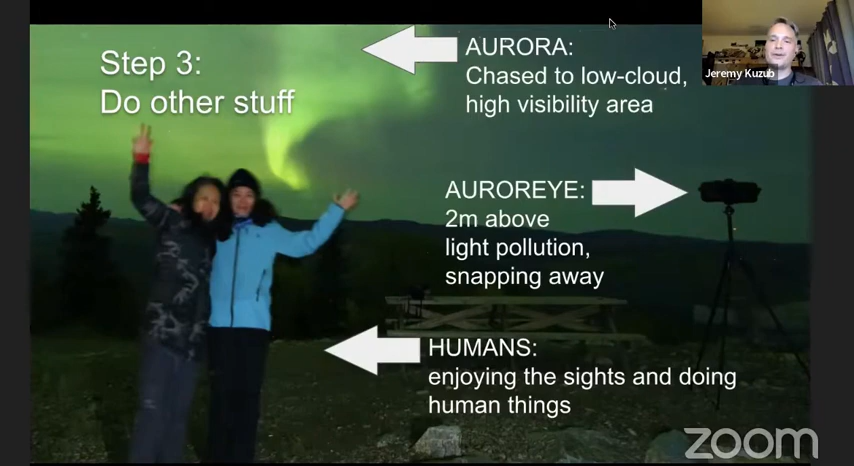 Step 3:
Do other stuff
AURORA:
Chased to low-cloud,
high visibility area
Jeremy Kuzub
AUROREYE:
2m above
light pollution,
snapping away
HUMANS:
enjoying the sights and doing
human things
zoom